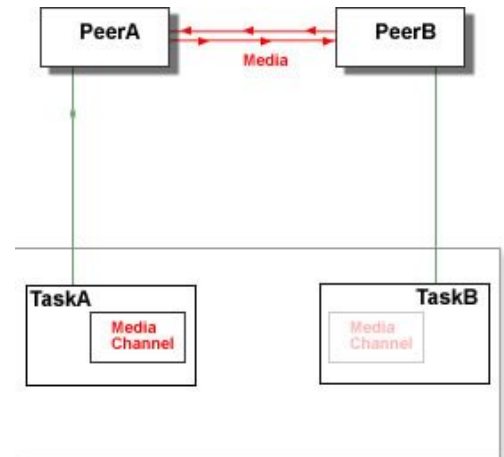 PeerA
PeerB
Media
TaskA
TaskB
Media
Channel
Media
Channel